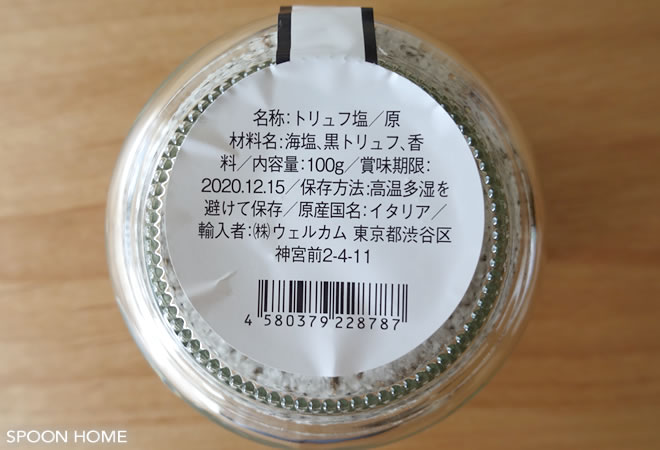 名称:トリュフ塩／原
材料名:海塩、黒トリュフ、香
料／内容量:100g／賞味期限:
2020.12.15／保存方法:高温多湿を
避けて保存／原産国名:イタリア／
輸入者:㈱ウェルカム 東京都渋谷区
神宮前2-4-11
4 580379 228787
SPOON HOME